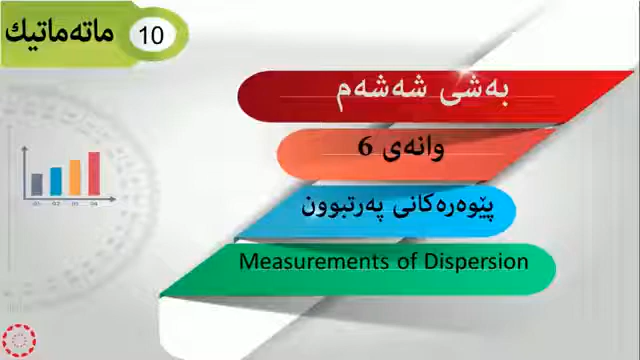 ماتەماتیك 10
بەشی شەشەم
وانەی 6
پێوەرەکانی پەرتبوون
Measurements of Dispersion